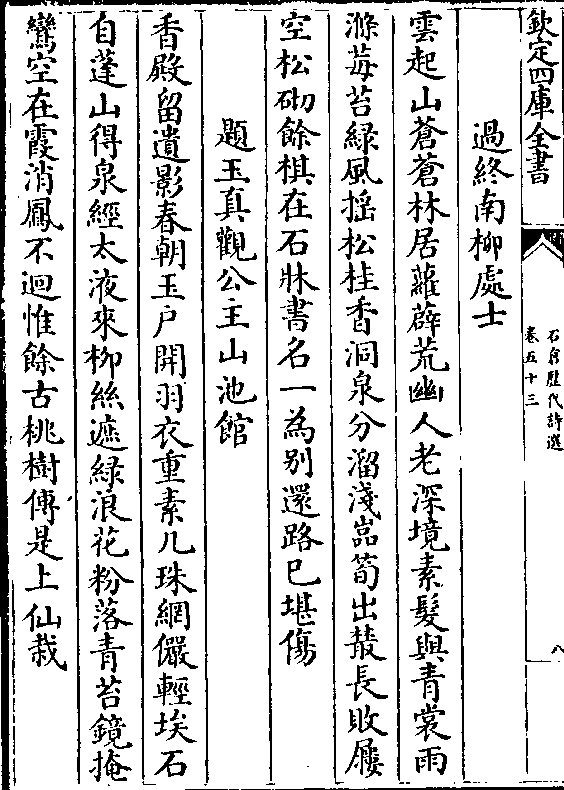 欽定四庫全書
石倉歷代詩選
卷五十三
八
過終南柳處士
雲起山蒼蒼林居蘿薜荒幽人老深境素髮與青裳雨
滌莓苔綠風揺松桂香洞泉分溜淺嵓筍出叢長敗屨
空松砌餘棋在石牀書名一為别還路已堪傷
題玉真觀公主山池館
香殿留遺影春朝玉户開羽衣重素几珠網儼輕埃石
自蓬山得泉經太液來柳絲遮綠浪花粉落青苔鏡掩
鸞空在霞消鳳不迴惟餘古桃樹傳是上仙栽